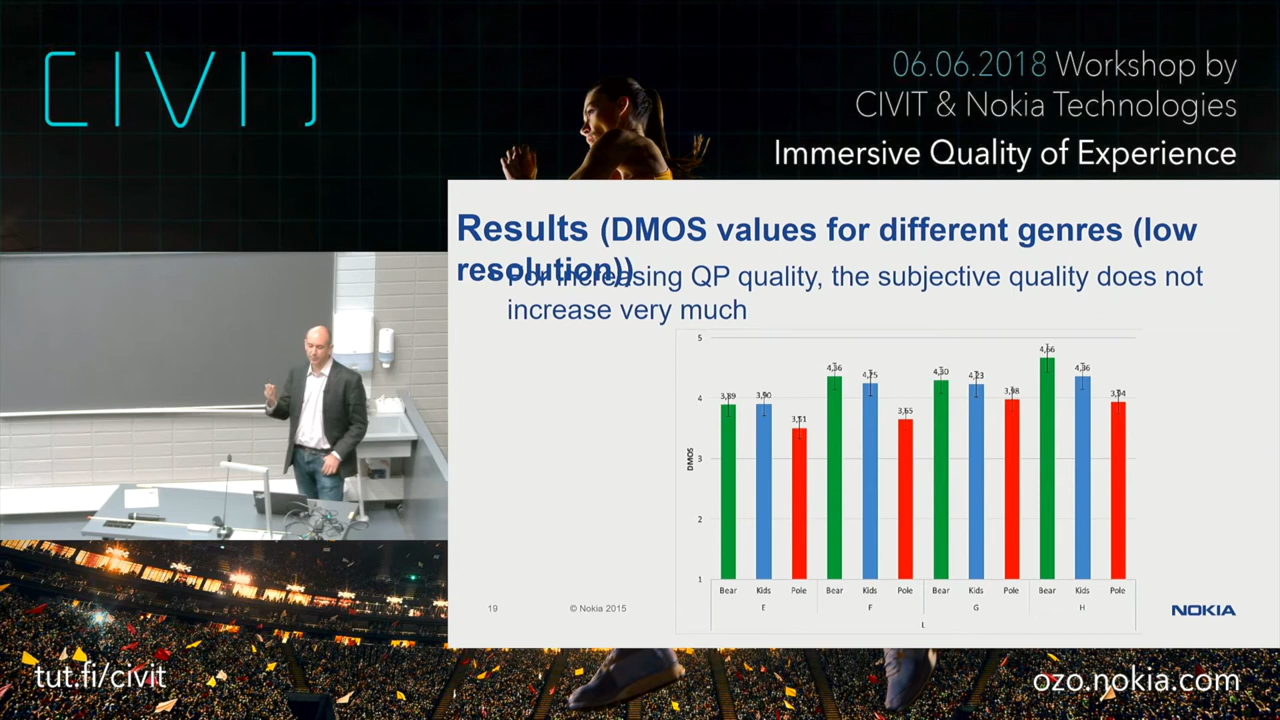 CIVIT
06.06.2018 Workshop by
CIVIT & Nokia Technologies
Immersive Quality of Experience
Results (DMOS values for different genres (low
resolution))
• For increasing QP quality, the subjective quality does not
increase very much
5
4
3
2
1
DMOS
3,89 3,90 3,51 4,36 4,25 3,65 4,30 4,23 3,98 4,66 4,36 3,94
Bear Kids Pole Bear Kids Pole Bear Kids Pole Bear Kids Pole
E F G H
L
19 © Nokia 2015 NOKIA
tut.fi/civit
ozo.nokia.com